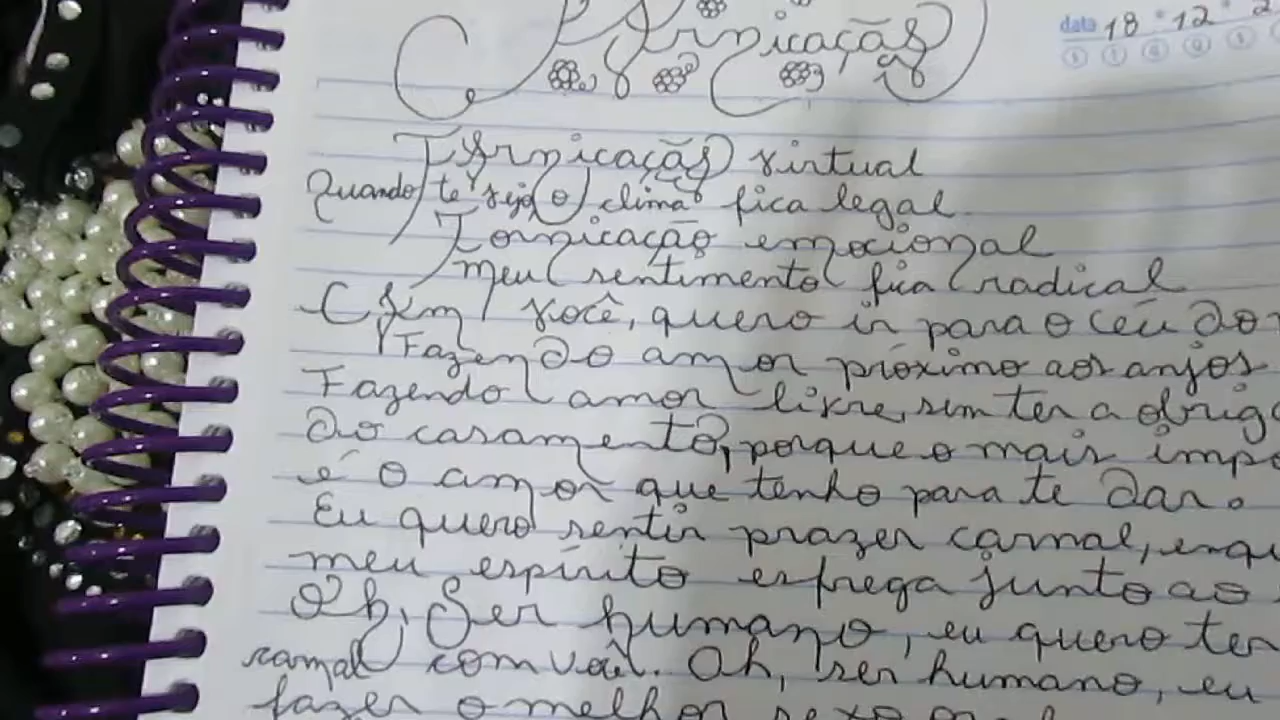 Fornicação
data 18 12
Fornicação virtual
Quando te vejo o clima fica legal
Fornicação emocional
meu sentimento fica radical
Com você, quero ir para o céu do
Fazendo amor próximo aos anjos
Fazendo amor livre, sem ter a obriga
do casamento, porque o mais impo
é o amor que tenho para te dar.
Eu quero sentir prazer carnal, enqu
meu espírito esfrega junto ao
Oh, Ser humano, eu quero ter
com você. Oh, ser humano, eu
fazer o melhor sexo